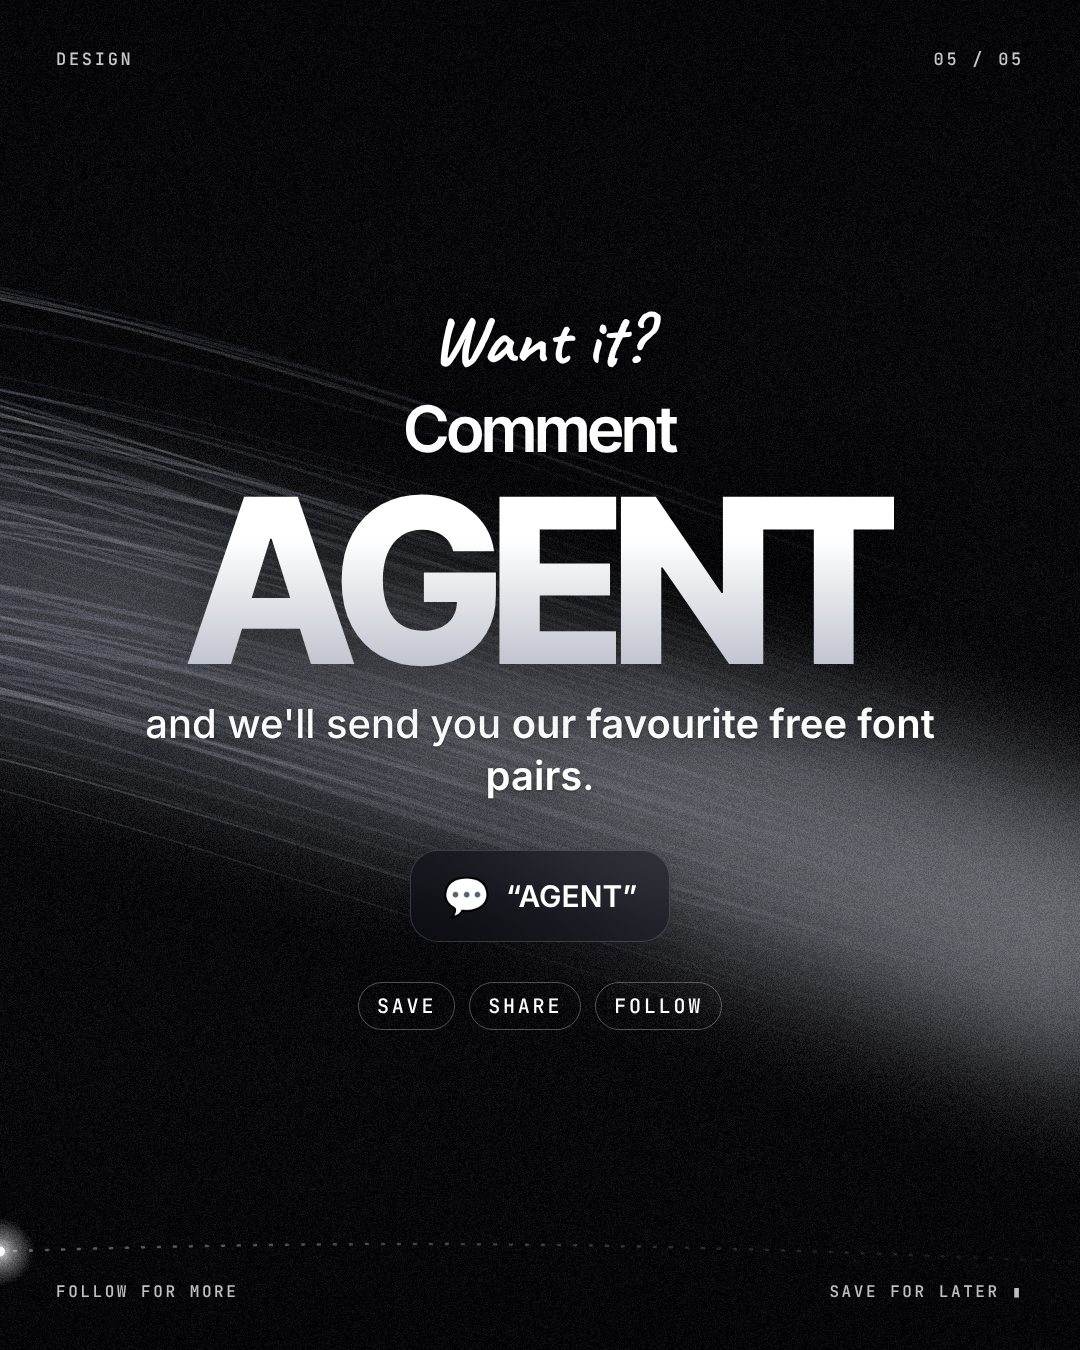 DESIGN
05 / 05
Want it?
Comment
AGENT
and we'll send you our favourite free font
pairs.
💬 “AGENT”
SAVE
SHARE
FOLLOW
FOLLOW FOR MORE
SAVE FOR LATER ▮